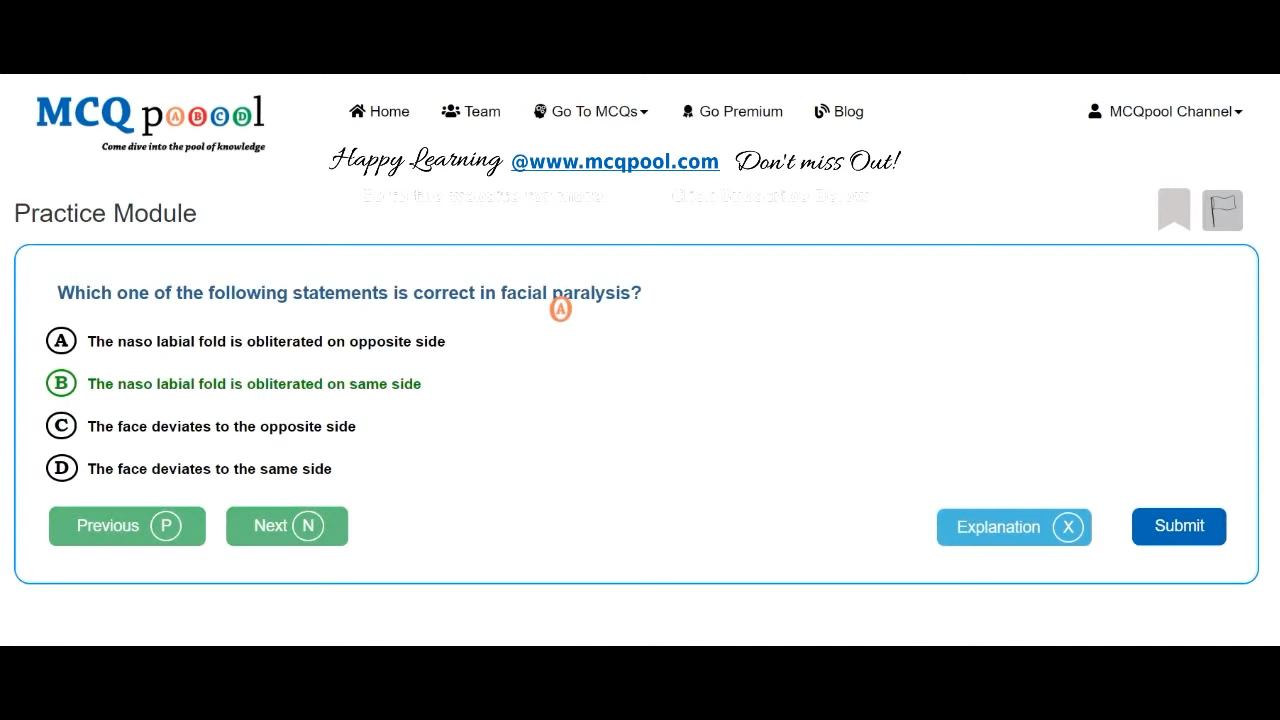 MCQ pABCDl
Come dive into the pool of knowledge
Home Team Go To MCQs Go Premium Blog MCQpool Channel
Happy Learning @www.mcqpool.com Don't miss Out!
Practice Module
Which one of the following statements is correct in facial paralysis?
A
A The naso labial fold is obliterated on opposite side
B The naso labial fold is obliterated on same side
C The face deviates to the opposite side
D The face deviates to the same side
Previous P Next N Explanation X Submit